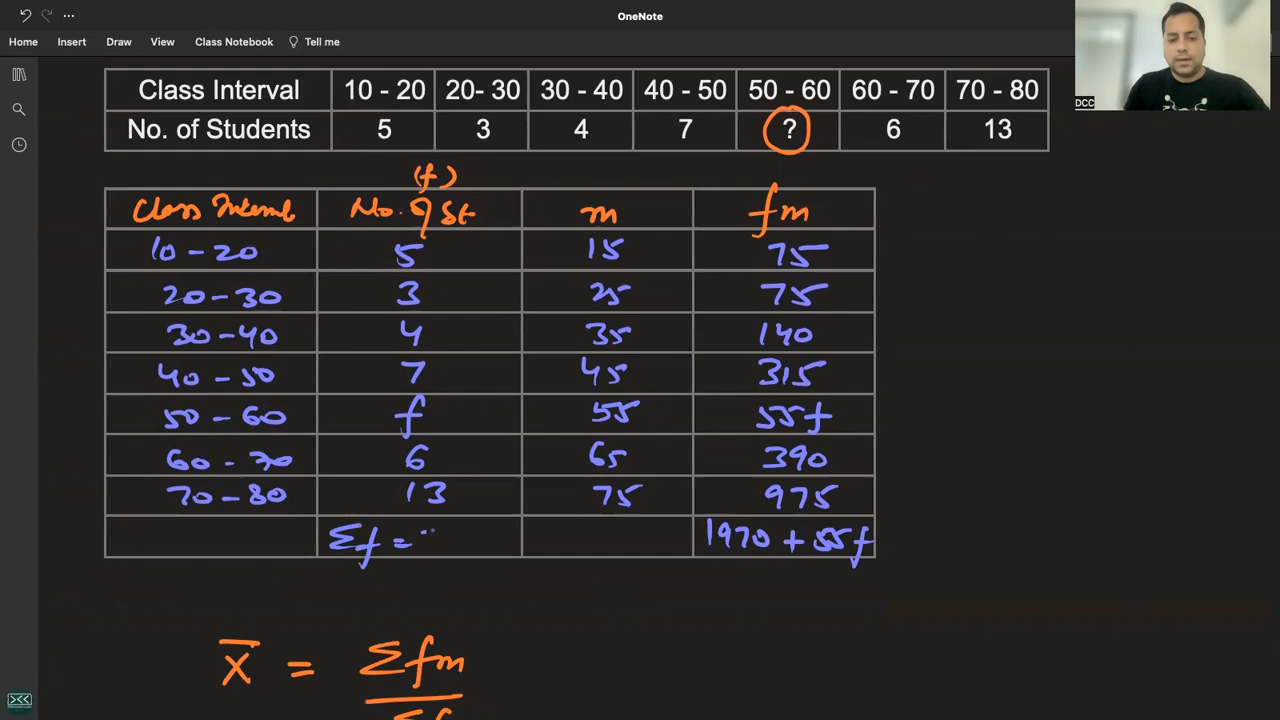 OneNote
Home Insert Draw View Class Notebook Tell me
DCC
Class Interval 10 - 20 20- 30 30 - 40 40 - 50 50 - 60 60 - 70 70 - 80
No. of Students 5 3 4 7 ? 6 13
(f)
Class Interval No. of St m fm
10 - 20 5 15 75
20 - 30 3 25 75
30 - 40 4 35 140
40 - 50 7 45 315
50 - 60 f 55 55f
60 - 70 6 65 390
70 - 80 13 75 975
Σf = 1970 + 55f
X̅ = Σfm
Σf